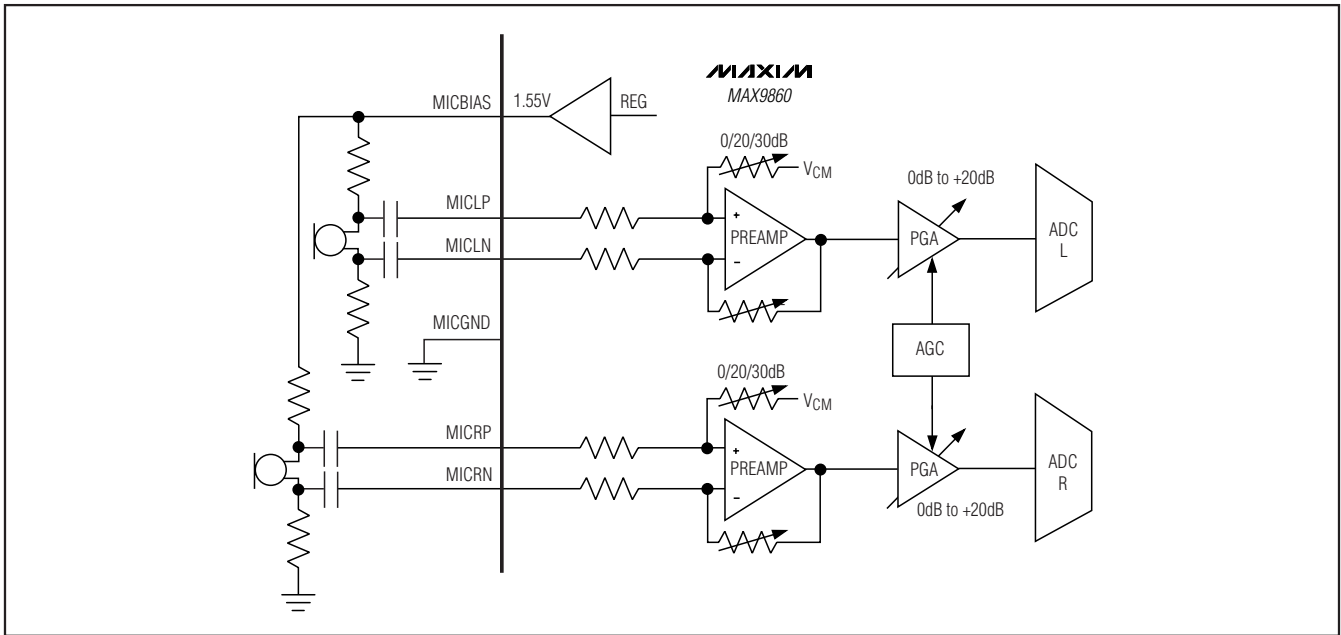 MAXIM
MAX9860
MICBIAS
1.55V
REG
0/20/30dB
VCM
0dB to +20dB
MICLP
+
PREAMP
PGA
ADC
L
MICLN
−
MICGND
AGC
0/20/30dB
VCM
MICRP
+
PREAMP
PGA
ADC
R
MICRN
−
0dB to +20dB